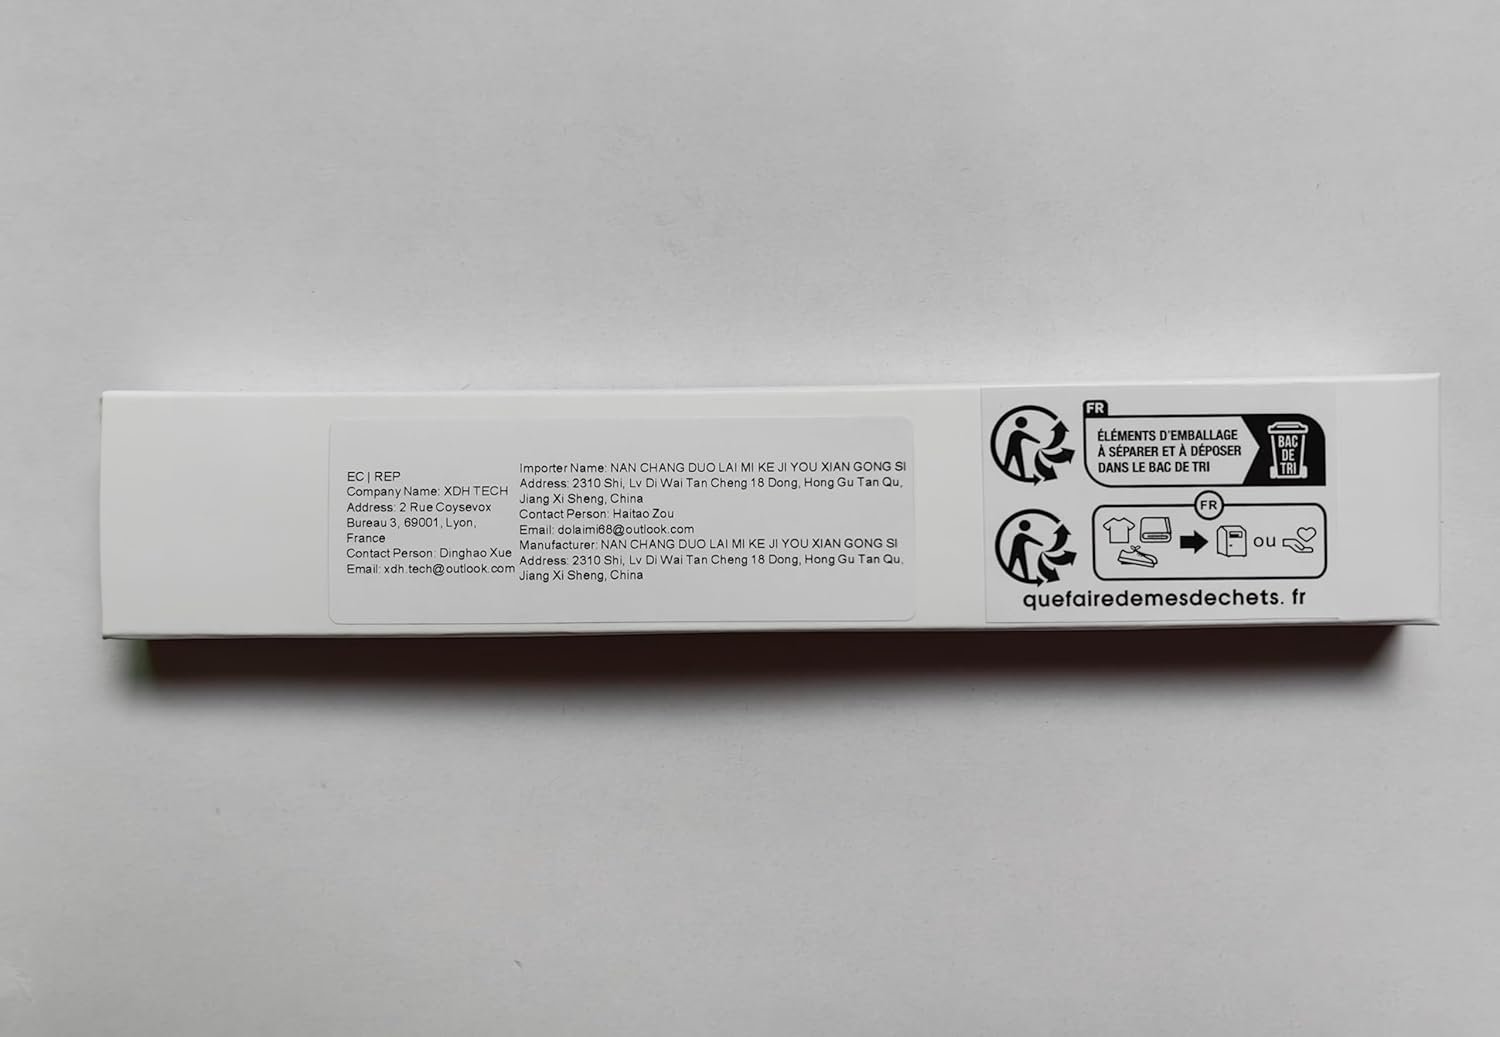 EC | REP
Company Name: XDH TECH
Address: 2 Rue Coysevox
Bureau 3, 69001, Lyon,
France
Contact Person: Dinghao Xue
Email: xdh.tech@outlook.com
Importer Name: NAN CHANG DUO LAI MI KE JI YOU XIAN GONG SI
Address: 2310 Shi, Lv Di Wai Tan Cheng 18 Dong, Hong Gu Tan Qu,
Jiang Xi Sheng, China
Contact Person: Haitao Zou
Email: dolaimi68@outlook.com
Manufacturer: NAN CHANG DUO LAI MI KE JI YOU XIAN GONG SI
Address: 2310 Shi, Lv Di Wai Tan Cheng 18 Dong, Hong Gu Tan Qu,
Jiang Xi Sheng, China
FR
ÉLÉMENTS D'EMBALLAGE
À SÉPARER ET À DÉPOSER
DANS LE BAC DE TRI
BAC
DE
TRI
FR
ou
quefairedemesdechets. fr